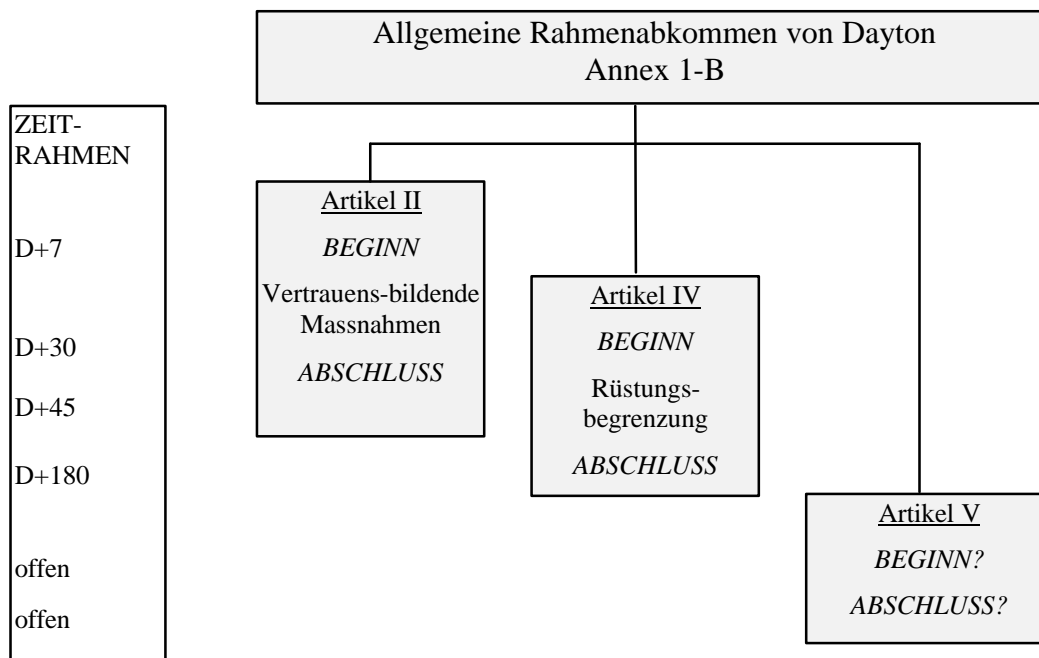 Allgemeine Rahmenabkommen von Dayton
Annex 1-B
ZEIT-
RAHMEN
D+7
D+30
D+45
D+180
offen
offen
Artikel II
BEGINN
Vertrauens-bildende
Massnahmen
ABSCHLUSS
Artikel IV
BEGINN
Rüstungs-
begrenzung
ABSCHLUSS
Artikel V
BEGINN?
ABSCHLUSS?